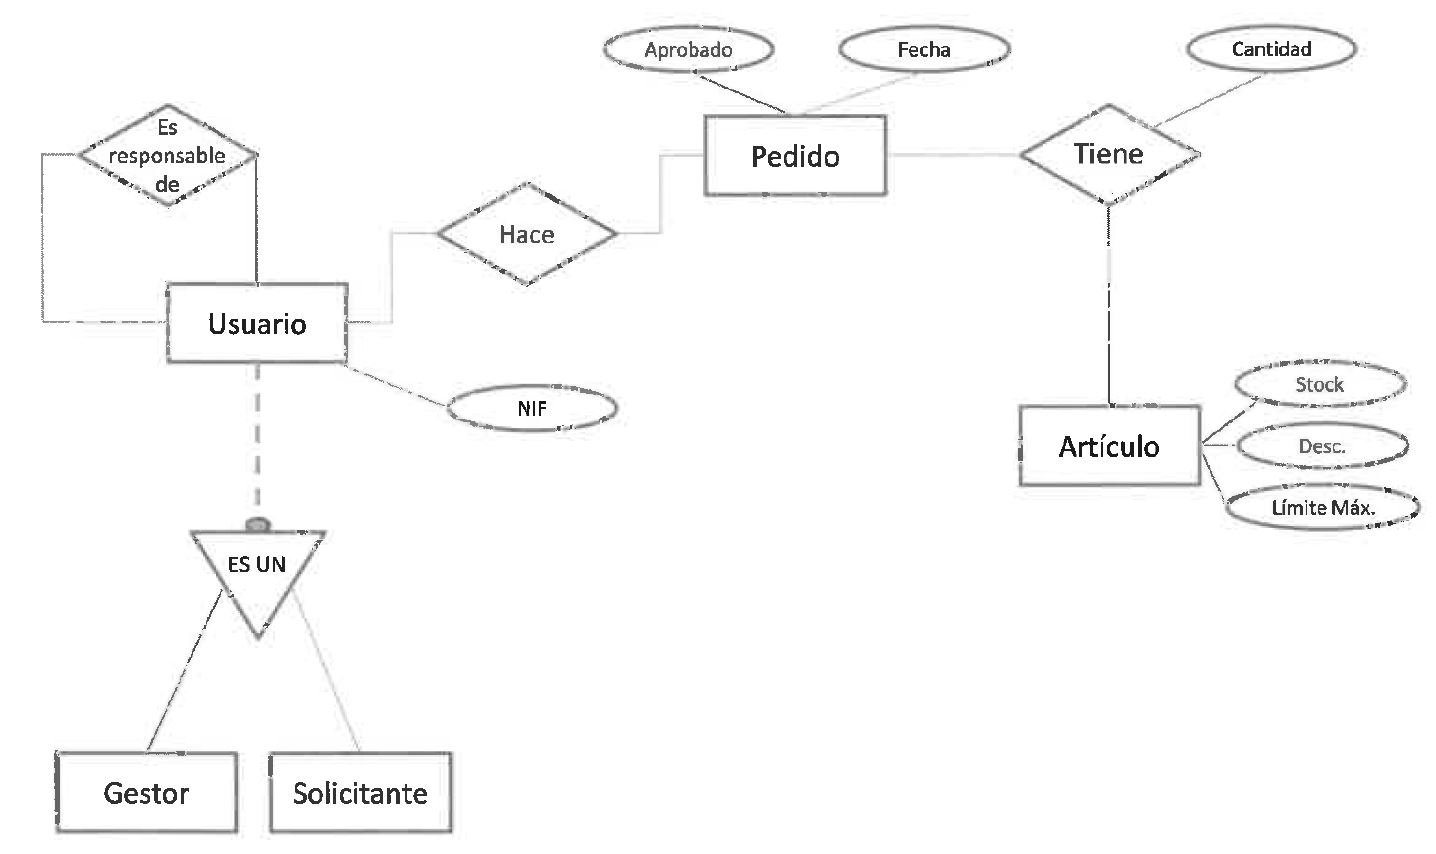 Aprobado
Fecha
Cantidad
Es
responsable
de
Pedido
Tiene
Hace
Usuario
NIF
Stock
Artículo
Desc.
Límite Máx.
ES UN
Gestor
Solicitante